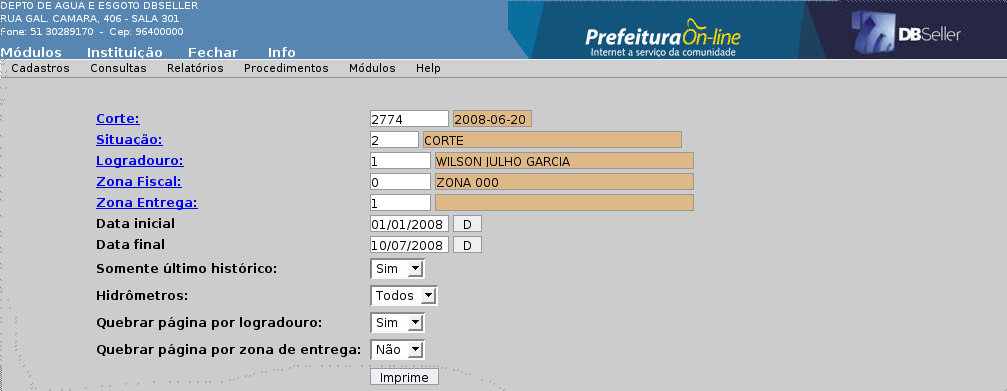 DEPTO DE AGUA E ESGOTO DBSELLER
RUA GAL. CAMARA, 406 - SALA 301
Fone: 51 30289170 - Cep: 96400000
PrefeituraOn-line
Internet a serviço da comunidade
DBSeller
Módulos Instituição Fechar Info
Cadastros Consultas Relatórios Procedimentos Módulos Help
Corte: 2774 2008-06-20
Situação: 2 CORTE
Logradouro: 1 WILSON JULHO GARCIA
Zona Fiscal: 0 ZONA 000
Zona Entrega: 1
Data inicial 01/01/2008 D
Data final 10/07/2008 D
Somente último histórico: Sim
Hidrômetros: Todos
Quebrar página por logradouro: Sim
Quebrar página por zona de entrega: Não
Imprime